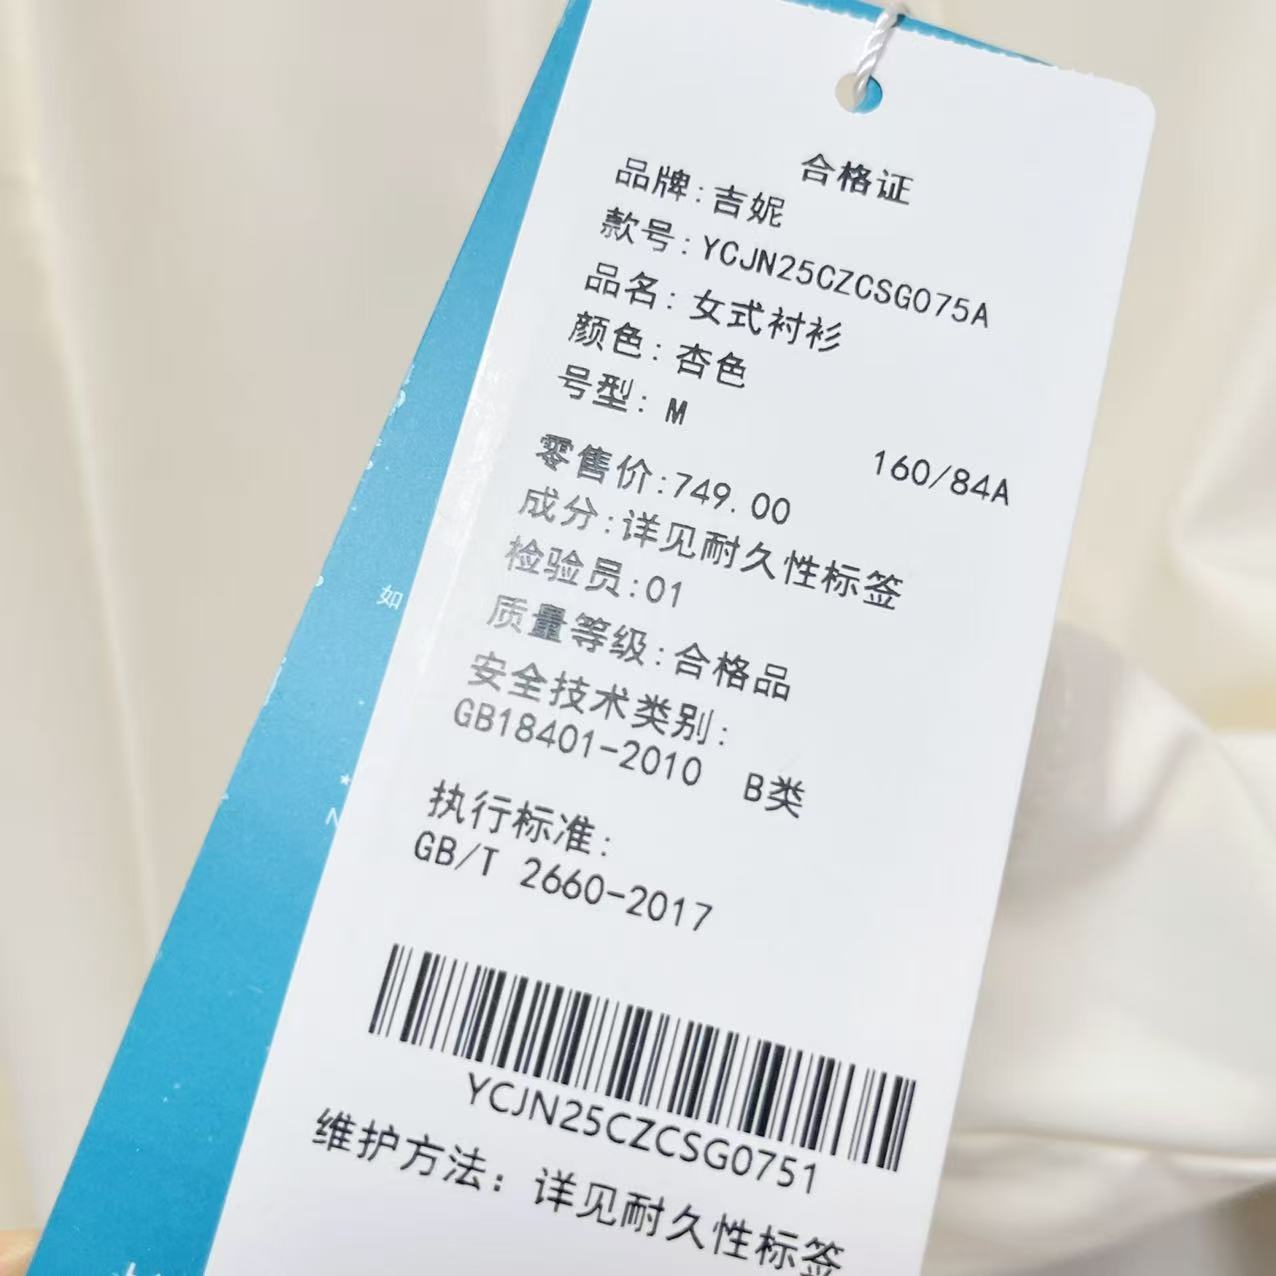 合格证
品牌:吉妮
款号:YCJN25CZCSG075A
品名:女式衬衫
颜色:杏色
号型:M 160/84A
零售价:749.00
成分:详见耐久性标签
检验员:01
质量等级:合格品
安全技术类别:
GB18401-2010 B类
执行标准:
GB/T 2660-2017
YCJN25CZCSG0751
维护方法:详见耐久性标签
如